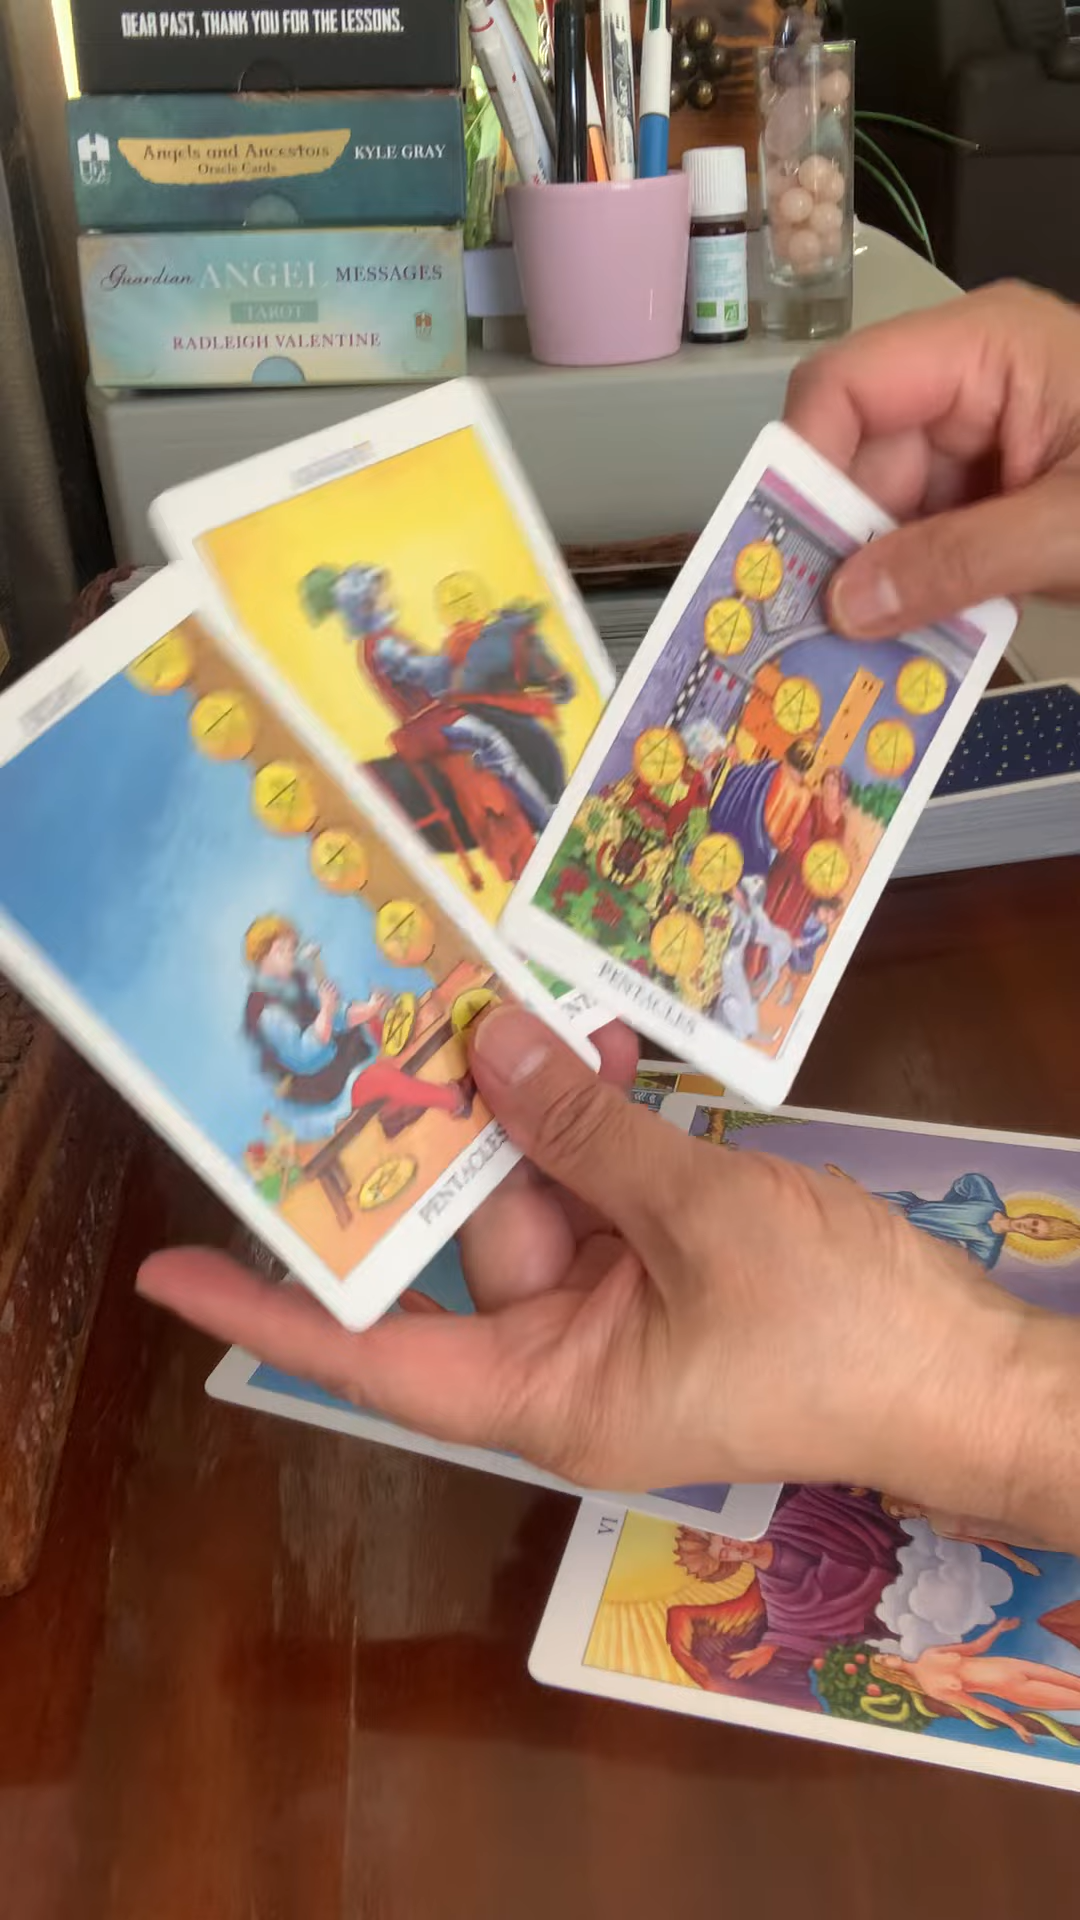 DEAR PAST, THANK YOU FOR THE LESSONS.
Angels and Ancestors
Oracle Cards
KYLE GRAY
Guardian ANGEL MESSAGES
TAROT
RADLEIGH VALENTINE
PENTACLES
PENTACLES
VI